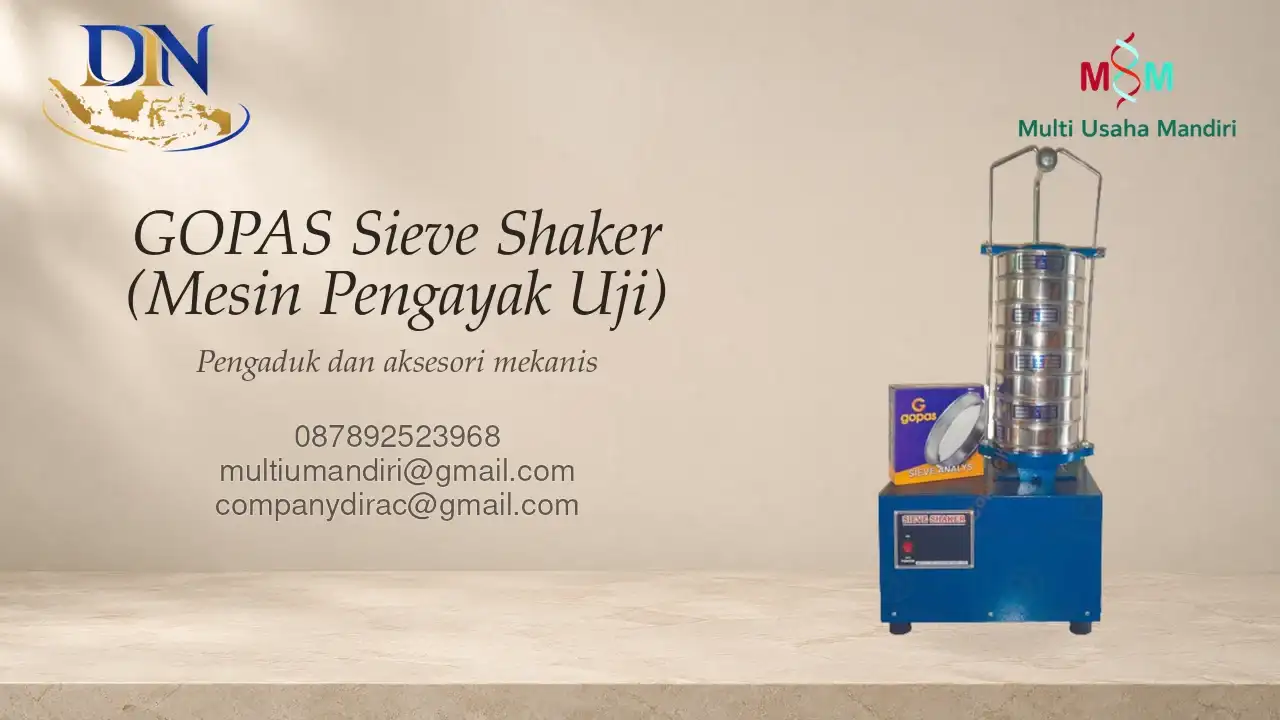 DIN
MSM
Multi Usaha Mandiri
GOPAS Sieve Shaker
(Mesin Pengayak Uji)
Pengaduk dan aksesori mekanis
087892523968
multiumandiri@gmail.com
companydirac@gmail.com
gopas
SIEVE ANALYS
SIEVE SHAKER